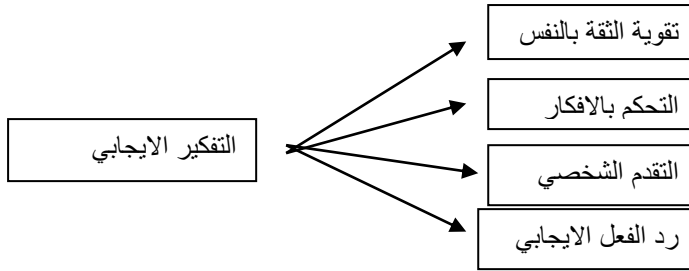 تقوية الثقة بالنفس
التحكم بالافكار
التفكير الايجابي
التقدم الشخصي
رد الفعل الايجابي